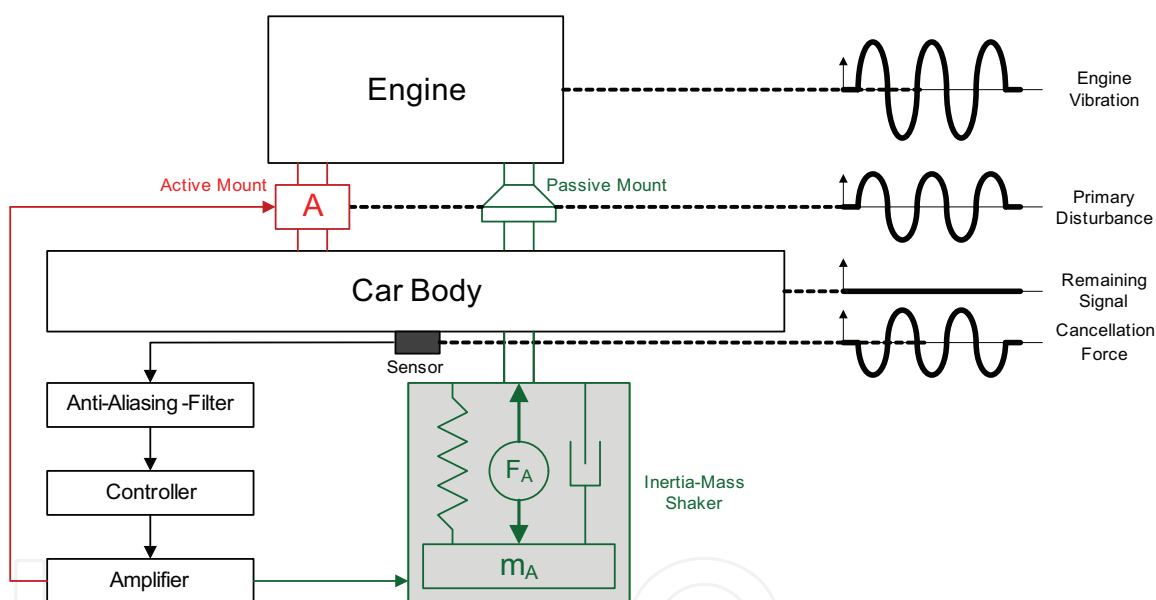 Engine
Engine
Vibration
Active Mount
Passive Mount
A
Primary
Disturbance
Car Body
Remaining
Signal
Cancellation
Force
Sensor
Anti-Aliasing -Filter
Controller
Amplifier
FA
mA
Inertia-Mass
Shaker